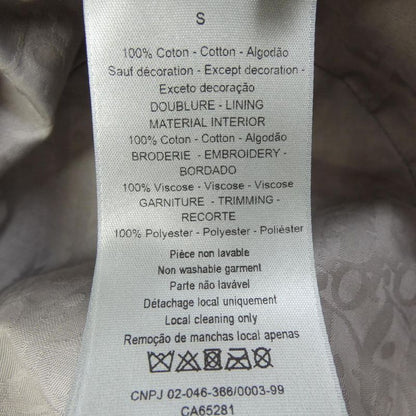 S
100% Coton - Cotton - Algodão
Sauf décoration - Except decoration -
Exceto decoração
DOUBLURE - LINING
MATERIAL INTERIOR
100% Coton - Cotton - Algodão
BRODERIE - EMBROIDERY -
BORDADO
100% Viscose - Viscose - Viscose
GARNITURE - TRIMMING -
RECORTE
100% Polyester - Polyester - Poliéster
Pièce non lavable
Non washable garment
Parte não lavável
Détachage local uniquement
Local cleaning only
Remoção de manchas local apenas
CNPJ 02-046-366/0003-99
CA65281